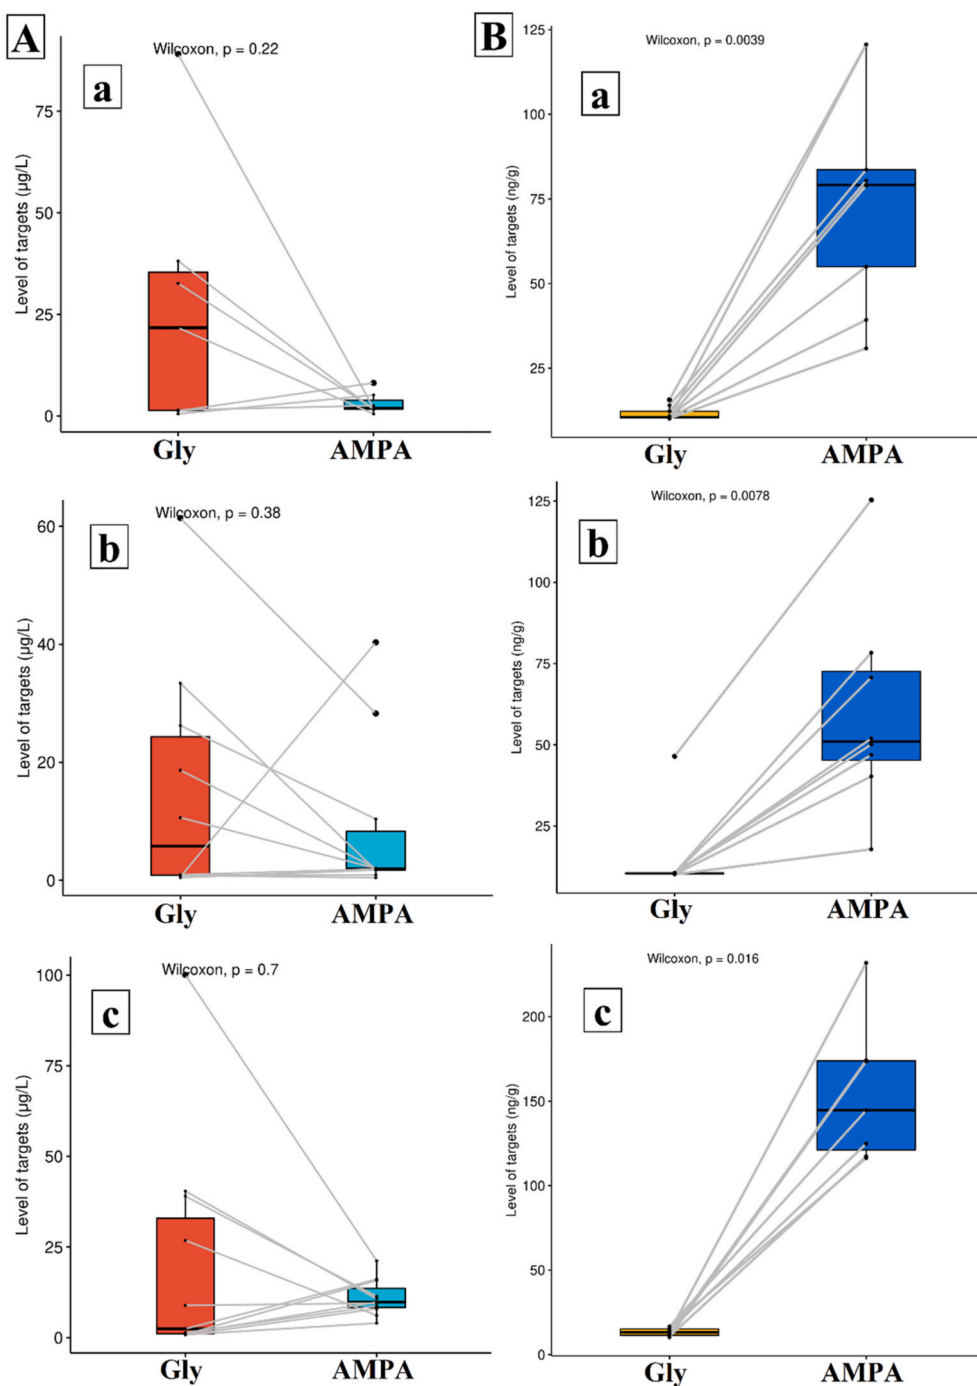 A
Wilcoxon, p = 0.22
a
Level of targets (µg/L)
75
50
25
0
Gly
AMPA
B
Wilcoxon, p = 0.0039
a
Level of targets (ng/g)
125
100
75
50
25
Gly
AMPA
Wilcoxon, p = 0.38
b
Level of targets (µg/L)
60
40
20
0
Gly
AMPA
Wilcoxon, p = 0.0078
b
Level of targets (ng/g)
125
100
75
50
25
Gly
AMPA
Wilcoxon, p = 0.7
c
Level of targets (µg/L)
100
75
50
25
0
Gly
AMPA
Wilcoxon, p = 0.016
c
Level of targets (ng/g)
200
150
100
50
0
Gly
AMPA